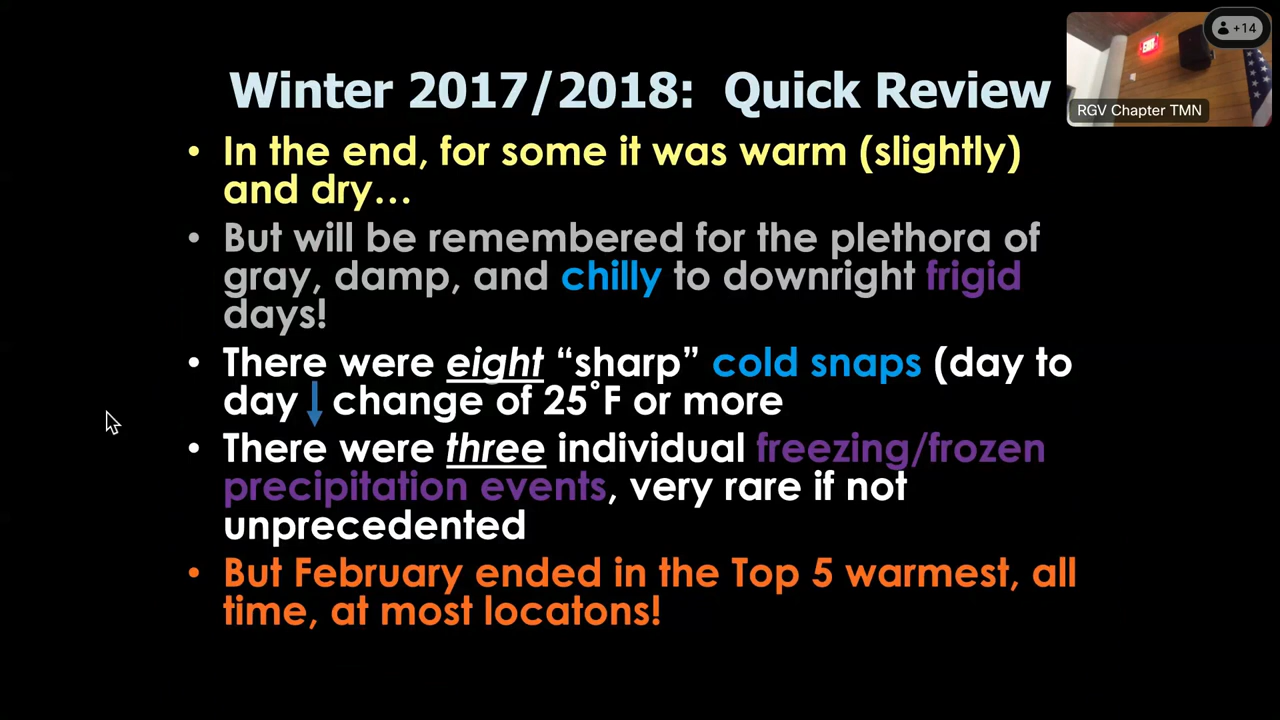 Winter 2017/2018: Quick Review
• In the end, for some it was warm (slightly)
and dry…
• But will be remembered for the plethora of
gray, damp, and chilly to downright frigid
days!
• There were eight “sharp” cold snaps (day to
day change of 25˚F or more
• There were three individual freezing/frozen
precipitation events, very rare if not
unprecedented
• But February ended in the Top 5 warmest, all
time, at most locatons!
+14
EXIT
RGV Chapter TMN